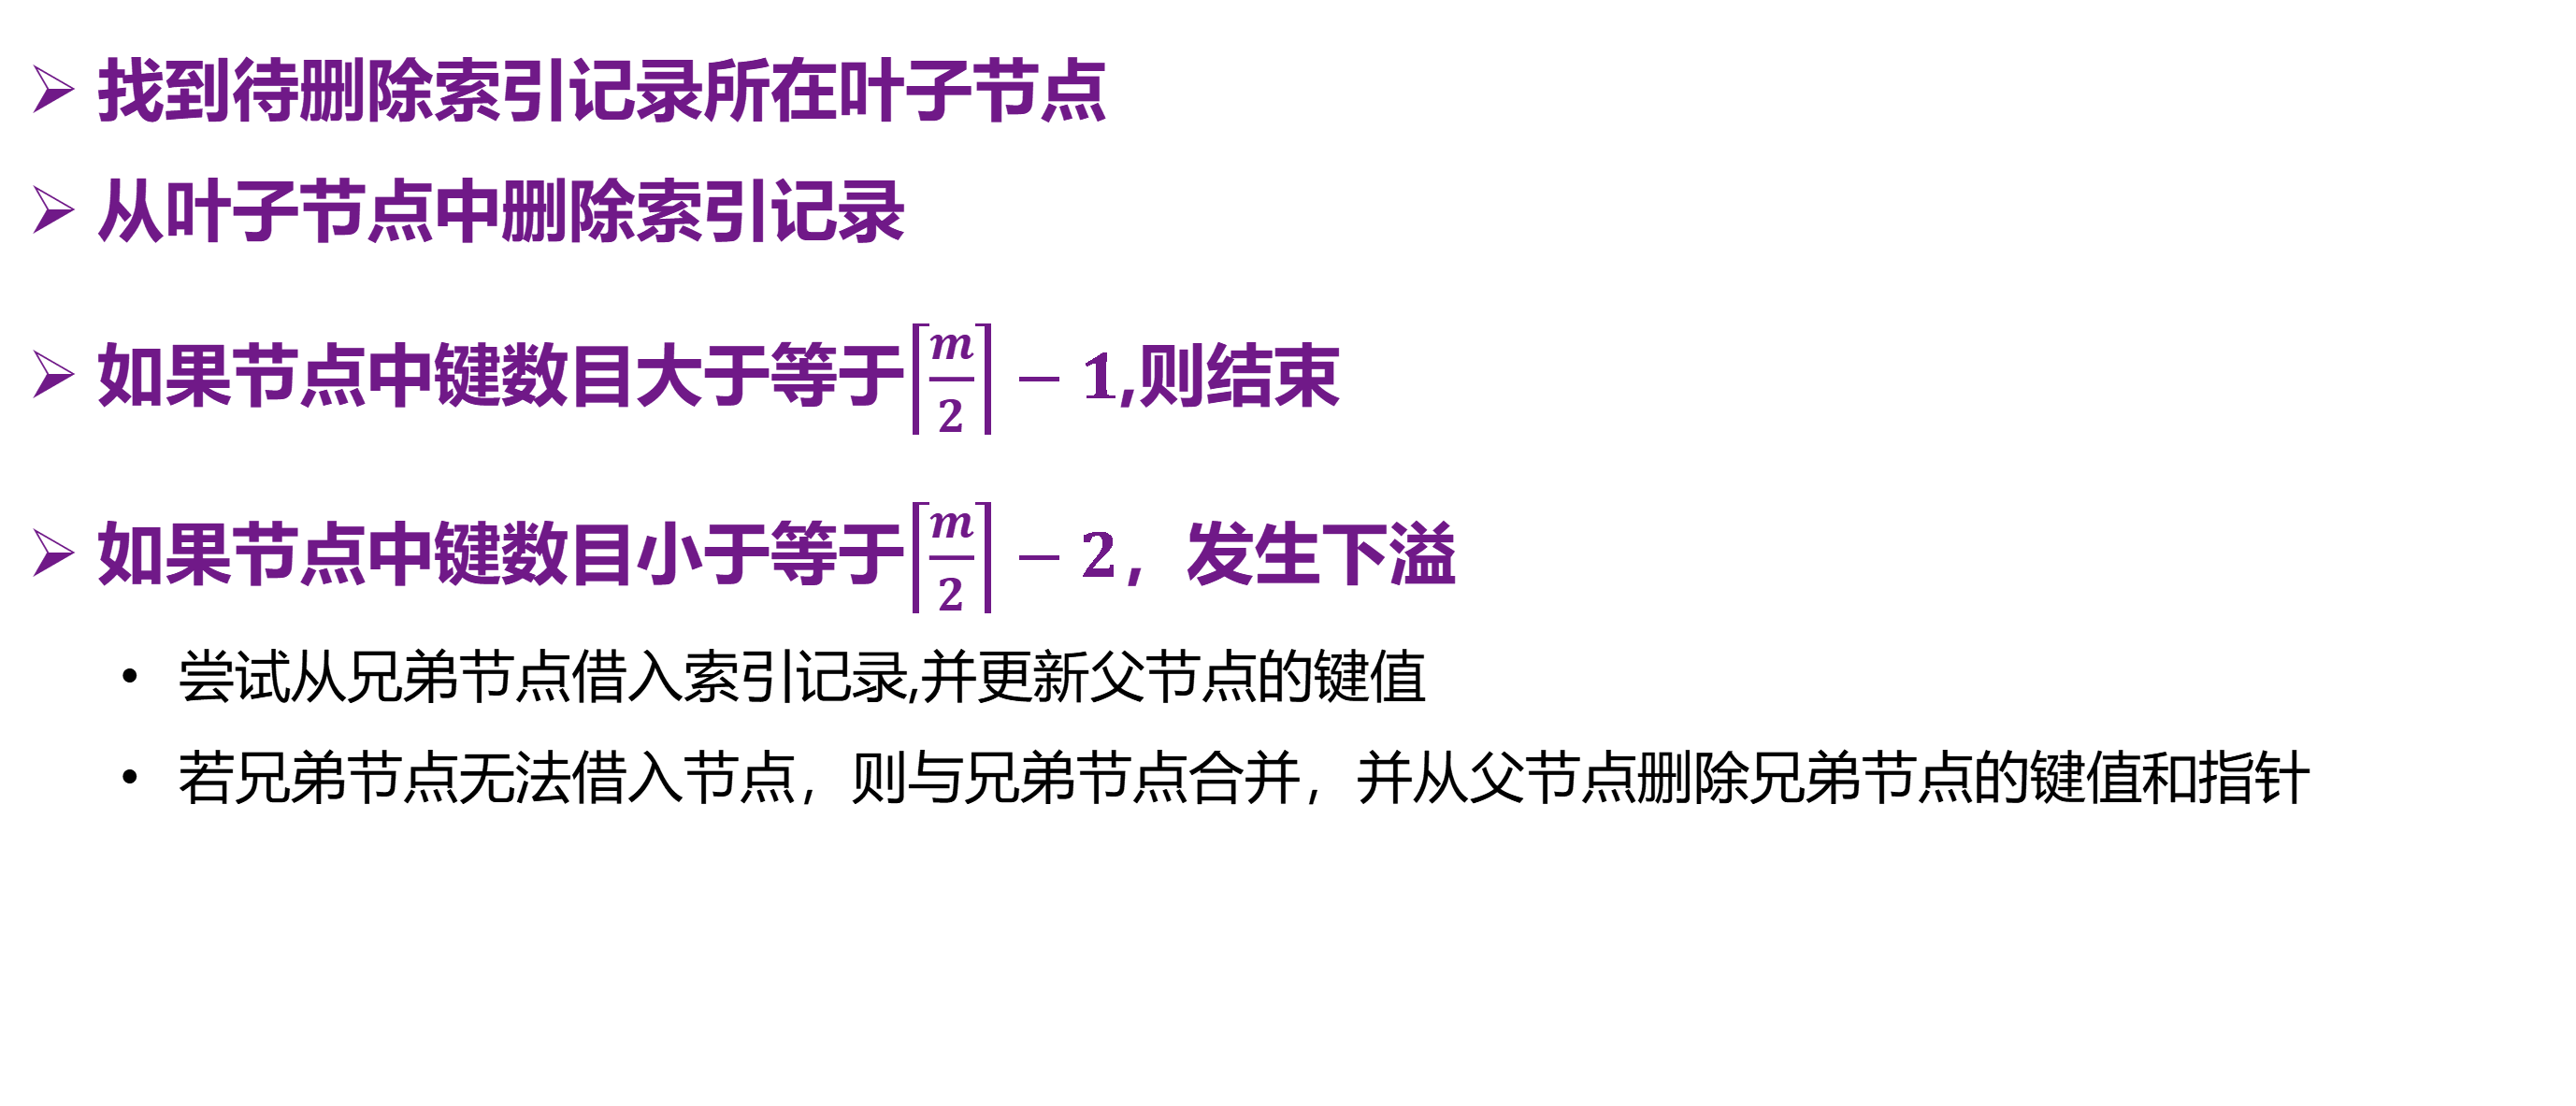 ➢ 找到待删除索引记录所在叶子节点
➢ 从叶子节点中删除索引记录
➢ 如果节点中键数目大于等于⌈m/2⌉ − 1,则结束
➢ 如果节点中键数目小于等于⌈m/2⌉ − 2，发生下溢
• 尝试从兄弟节点借入索引记录,并更新父节点的键值
• 若兄弟节点无法借入节点，则与兄弟节点合并，并从父节点删除兄弟节点的键值和指针